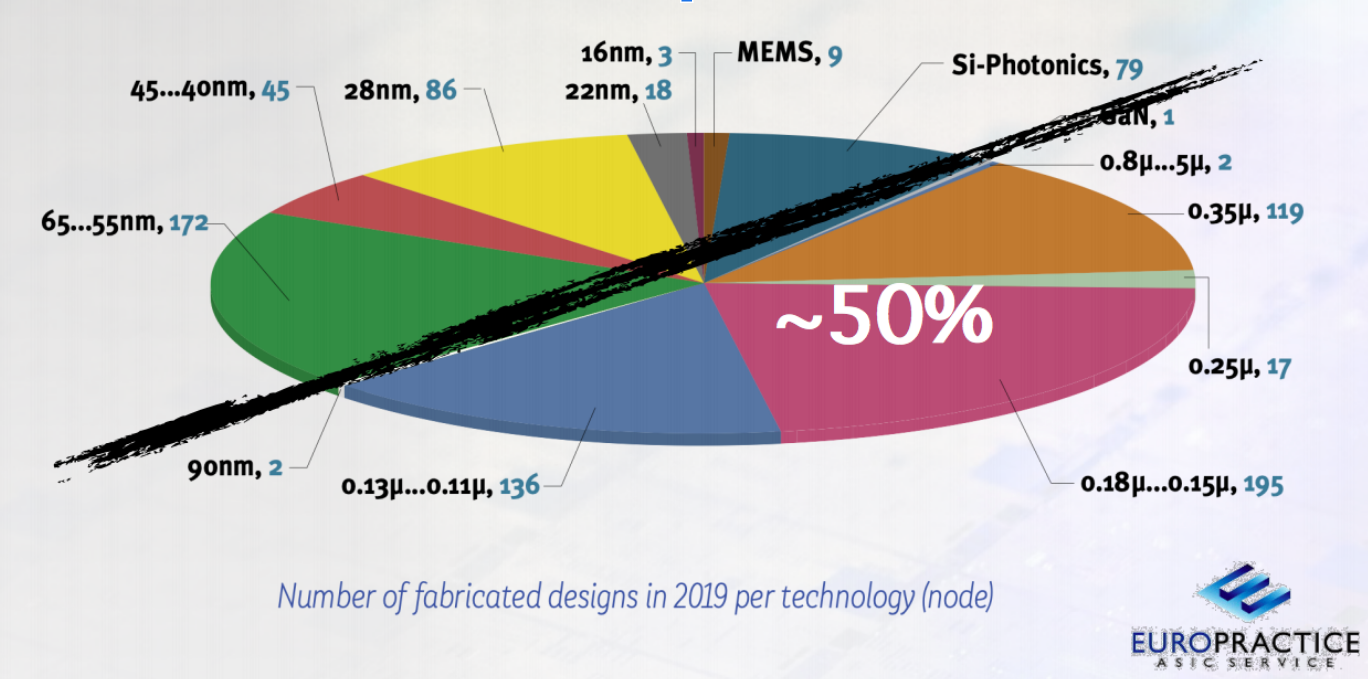 16nm, 3
MEMS, 9
Si-Photonics, 79
45...40nm, 45
28nm, 86
22nm, 18
GaN, 1
0.8µ...5µ, 2
65...55nm, 172
0.35µ, 119
~50%
0.25µ, 17
90nm, 2
0.13µ...0.11µ, 136
0.18µ...0.15µ, 195
Number of fabricated designs in 2019 per technology (node)
EUROPRACTICE
ASIC SERVICE